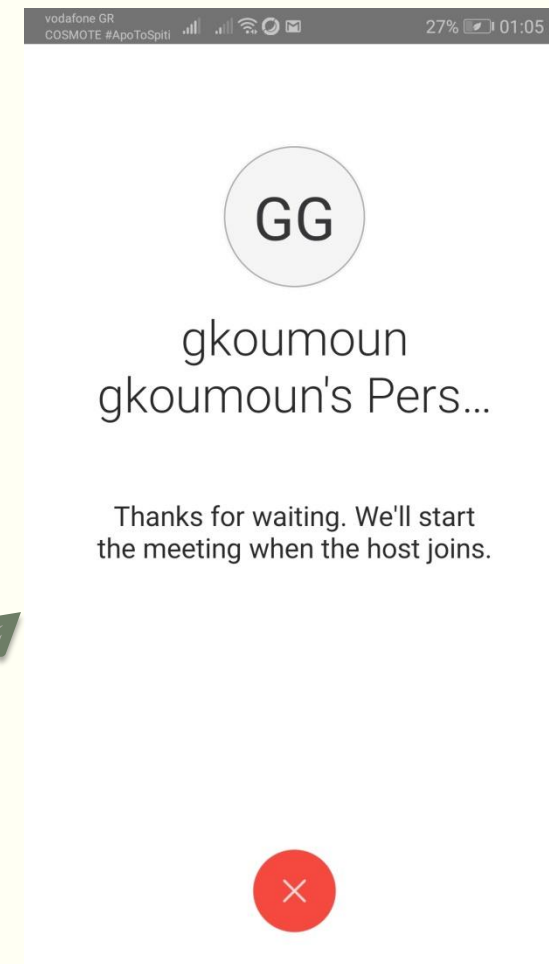 vodafone GR
COSMOTE #ApoToSpiti
27% 01:05
GG
gkoumoun
gkoumoun's Pers...
Thanks for waiting. We'll start
the meeting when the host joins.